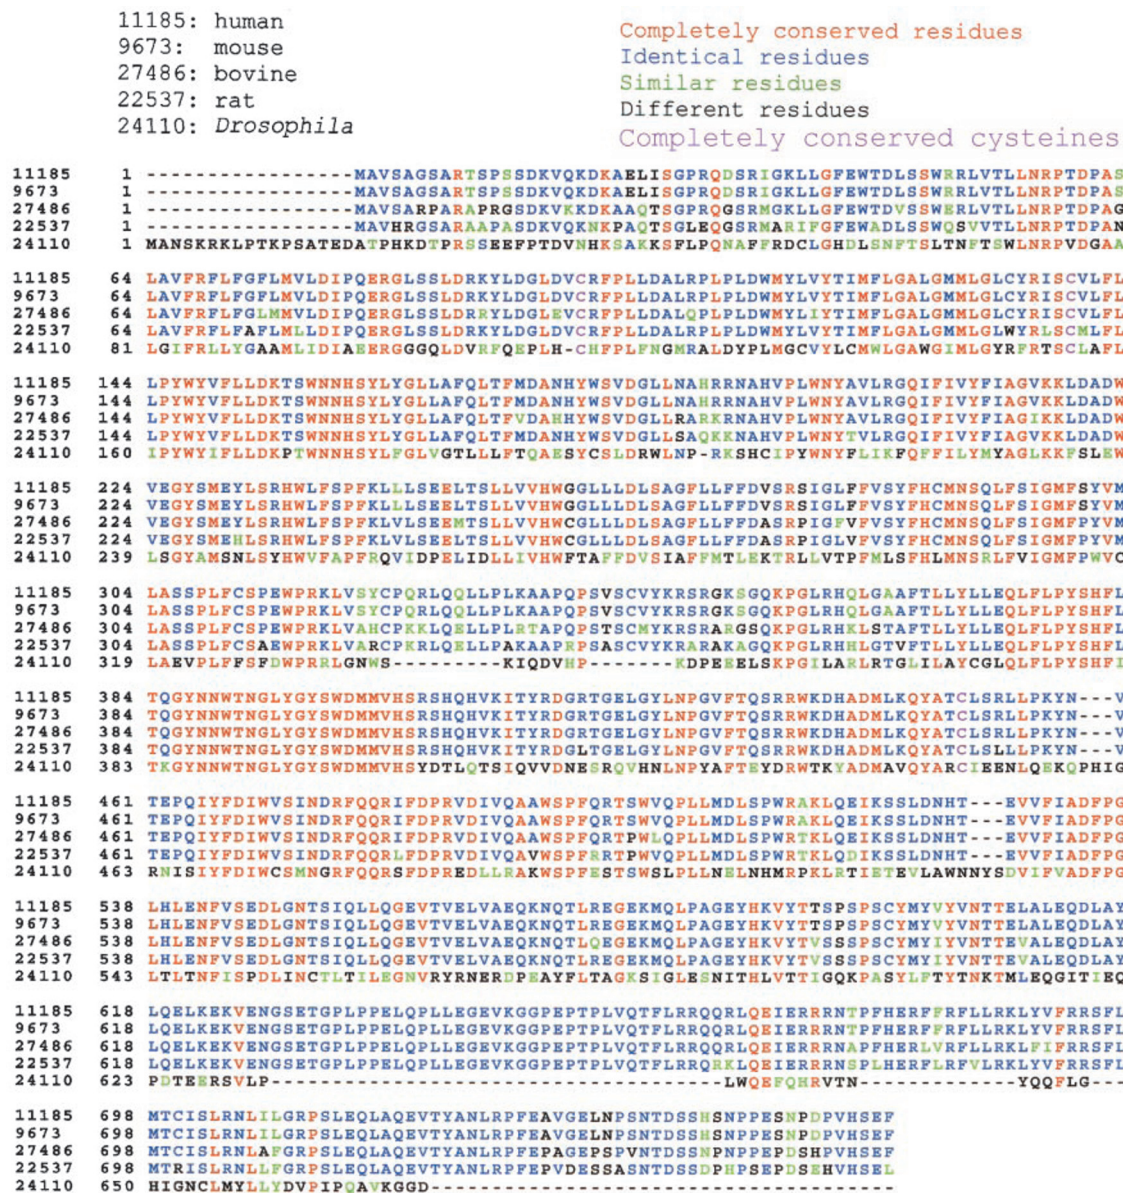 11185: human
9673: mouse
27486: bovine
22537: rat
24110: Drosophila
Completely conserved residues
Identical residues
Similar residues
Different residues
Completely conserved cysteines
11185 1 -----------------MAVSAGSARTSPSSDKVQKDKAELISGPRQDSRIGKLLGFEWTDLSSWRRLVTLLNRPTDPAS
9673 1 -----------------MAVSAGSARTSPSSDKVQKDKAELISGPRQDSRIGKLLGFEWTDLSSWRRLVTLLNRPTDPAS
27486 1 -----------------MAVSARPARAPRGSDKVKKDKAAQTSGPRQGSRMGKLLGFEWTDVSSWERLVTLLNRPTDPAG
22537 1 -----------------MAVHRGSARAAPASDKVQKNKPAQTSGLEQGSRMARIFGFEWADLSSWQSVVTLLNRPTDPAN
24110 1 MANSKRKLPTKPSATEDATPHKDTPRSSEEFPTDVNHKSAKKSFLPQNAFFRDCLGHDLSNFTSLTNFTSWLNRPVDGAA
11185 64 LAVFRFLFGFLMVLDIPQERGLSSLDRKYLDGLDVCRFPLLDALRPLPLDWMYLVYTIMFLGALGMMLGLCYRISCVLFL
9673 64 LAVFRFLFGFLMVLDIPQERGLSSLDRKYLDGLDVCRFPLLDALRPLPLDWMYLVYTIMFLGALGMMLGLCYRISCVLFL
27486 64 LAVFRFLFGLMMVLDIPQERGLSSLDRRYLDGLEVCRFPLLDALQPLPLDWMYLIYTIMFLGALGMMLGLCYRISCVLFL
22537 64 LAVFRFLFAFLMLLDIPQERGLSSLDRKYLDGLDVCRFPLLDALRPLPLDWMYLVYTIMFLGALGMMLGLWYRLSCMLFL
24110 81 LGIFRLLYGAAMLIDIAEERGGGQLDVRFQEPLH-CHFPLFNGMRALDYPLMGCVYLCMWLGAWGIMLGYRFRTSCLAFL
11185 144 LPYWYVFLLDKTSWNNHSYLYGLLAFQLTFMDANHYWSVDGLLNAHRRNAHVPLWNYAVLRGQIFIVYFIAGVKKLDADW
9673 144 LPYWYVFLLDKTSWNNHSYLYGLLAFQLTFMDANHYWSVDGLLNAHRRNAHVPLWNYAVLRGQIFIVYFIAGVKKLDADW
27486 144 LPYWYVFLLDKTSWNNHSYLYGLLAFQLTFVDAHHYWSVDGLLRARKRNAHVPLWNYAVLRGQIFIVYFIAGIKKLDADW
22537 144 LPYWYVFLLDKTSWNNHSYLYGLLAFQLTFMDANHYWSVDGLLSAQKKNAHVPLWNYTVLRGQIFIVYFIAGVKKLDADW
24110 160 IPYWYIFLLDKPTWNNHSYLFGLVGTLLLFTQAESYCSLDRWLNP-RKSHCIPYWNYFLIKFQFFILYMYAGLKKFSLEW
11185 224 VEGYSMEYLSRHWLFSPFKLLLSEELTSLLVVHWGGLLLDLSAGFLLFFDVSRSIGLFFVSYFHCMNSQLFSIGMFSYVM
9673 224 VEGYSMEYLSRHWLFSPFKLLLSEELTSLLVVHWGGLLLDLSAGFLLFFDVSRSIGLFFVSYFHCMNSQLFSIGMFSYVM
27486 224 VEGYSMEHLSRHWLFSPFKLVLSEEMTSLLVVHWCGLLLDLSAGFLLFFDASRPIGFVFVSYFHCMNSQLFSIGMFPYVM
22537 224 VEGYSMEHLSRHWLFSPFKLVLSEELTSLLVVHWCGLLLDLSAGFLLFFDASRPIGLVFVSYFHCMNSQLFSIGMFPYVM
24110 239 LSGYAMSNLSYHWVFAPFRQVIDPELIDLLIVHWFTAFFDVSIAFFMTLEKTRLLVTPFMLSFHLMNSRLFVIGMFPWVC
11185 304 LASSPLFCSPEWPRKLVSYCPQRLQQLLPLKAAPQPSVSCVYKRSRGKSGQKPGLRHQLGAAFTLLYLLEQLFLPYSHFL
9673 304 LASSPLFCSPEWPRKLVSYCPQRLQQLLPLKAAPQPSVSCVYKRSRGKSGQKPGLRHQLGAAFTLLYLLEQLFLPYSHFL
27486 304 LASSPLFCSPEWPRKLVAHCPKKLQELLPLRTAPQPSTSCMYKRSRARGSQKPGLRHKLSTAFTLLYLLEQLFLPYSHFL
22537 304 LASSPLFCSAEWPRKLVARCPKRLQELLPAKAAPRPSASCVYKRARAKAGQKPGLRHHLGTVFTLLYLLEQLFLPYSHFL
24110 319 LAEVPLFFSFDWPRRLGNWS---------KIQDVHP--------KDPEEELSKPGILARLRTGLILAYCGLQLFLPYSHFI
11185 384 TQGYNNWTNGLYGYSWDMMVHSRSHQHVKITYRDGRTGELGYLNPGVFTQSRRWKDHADMLKQYATCLSRLLPKYN---V
9673 384 TQGYNNWTNGLYGYSWDMMVHSRSHQHVKITYRDGRTGELGYLNPGVFTQSRRWKDHADMLKQYATCLSRLLPKYN---V
27486 384 TQGYNNWTNGLYGYSWDMMVHSRSHQHVKITYRDGRTGELGYLNPGVFTQSRRWKDHADMLKQYATCLSRLLPKYN---V
22537 384 TQGYNNWTNGLYGYSWDMMVHSRSHQHVKITYRDGLTGELGYLNPGVFTQSRRWKDHADMLKQYATCLSLLLPKYN---V
24110 383 TKGYNNWTNGLYGYSWDMMVHSYDTLQTSIQVVDNESRQVHNLNPYAFTEYDRWTKYADMAVQYARCIEENLQEKQPHIG
11185 461 TEPQIYFDIWVSINDRFQQRIFDPRVDIVQAAWSPFQRTSWVQPLLMDLSPWRAKLQEIKSSLDNHT---EVVFIADFPG
9673 461 TEPQIYFDIWVSINDRFQQRIFDPRVDIVQAAWSPFQRTSWVQPLLMDLSPWRAKLQEIKSSLDNHT---EVVFIADFPG
27486 461 TEPQIYFDIWVSINDRFQQRIFDPRVDIVQAAWSPFQRTPWLQPLLMDLSPWRTKLQEIKSSLDNHT---EVVFIADFPG
22537 461 TEPQIYFDIWVSINDRFQQRLFDPRVDIVQAVWSPFRRTPWVQPLLMDLSPWRTKLQDIKSSLDNHT---EVVFIADFPG
24110 463 RNISIYFDIWCSMNGRFQQRSFDPREDLLRAKWSPFESTSWSLPLLNELNHMRPKLRTIETEVLAWNNYSDVIFVADFPG
11185 538 LHLENFVSEDLGNTSIQLLQGEVTVELVAEQKNQTLREGEKMQLPAGEYHKVYTTSPSPSCYMYVYVNTTELALEQDLAY
9673 538 LHLENFVSEDLGNTSIQLLQGEVTVELVAEQKNQTLREGEKMQLPAGEYHKVYTTSPSPSCYMYVYVNTTELALEQDLAY
27486 538 LHLENFVSEDLGNTSIQLLQGEVTVELVAEQKNQTLQEGEKMQLPAGEYHKVYTVSSSPSCYMYIYVNTTEVALEQDLAY
22537 538 LHLENFVSEDLGNTSIQLLQGEVTVELVAEQKNQTLREGEKMQLPAGEYHKVYTVSSSPSCYMYIYVNTTEVALEQDLAY
24110 543 LTLTNFISPDLINCTLTILEGNVRYRNERDPEAYFLTAGKSIGLESNITHLVTTIGQKPASYLFTYTNKTMLEQGITIEQ
11185 618 LQELKEKVENGSETGPLPPELQPLLEGEVKGGPEPTPLVQTFLRRQQRLQEIERRRNTPFHERFFRFLLRKLYVFRRSFL
9673 618 LQELKEKVENGSETGPLPPELQPLLEGEVKGGPEPTPLVQTFLRRQQRLQEIERRRNTPFHERFFRFLLRKLYVFRRSFL
27486 618 LQELKEKVENGSETGPLPPELQPLLEGEVKGGPEPTPLVQTFLRRQQRLQEIERRRNAPFHERLVRFLLRKLFIFRRSFL
22537 618 LQELKEKVENGSETGPLPPELQPLLEGEVKGGPEPTPLVQTFLRRQRKLQEIERRRNSPLHERFLRFVLRKLYVFRRSFL
24110 623 PDTEERSVLP-------------------------------------LWQEFQHRVTN-------------YQQFLG---
11185 698 MTCISLRNLILGRPSLEQLAQEVTYANLRPFEAVGELNPSNTDSSHSNPPESNPDPVHSEF
9673 698 MTCISLRNLILGRPSLEQLAQEVTYANLRPFEAVGELNPSNTDSSHSNPPESNPDPVHSEF
27486 698 MTCISLRNLAFGRPSLEQLAQEVTYANLRPFEPAGEPSPVNTDSSNPNPPEPDSHPVHSEF
22537 698 MTRISLRNLLFGRPSLEQLAQEVTYANLRPFEPVDESSASNTDSSDPHPSEPDSEHVHSEL
24110 650 HIGNCLMYLLYDVPIPQAVKGGD--------------------------------------